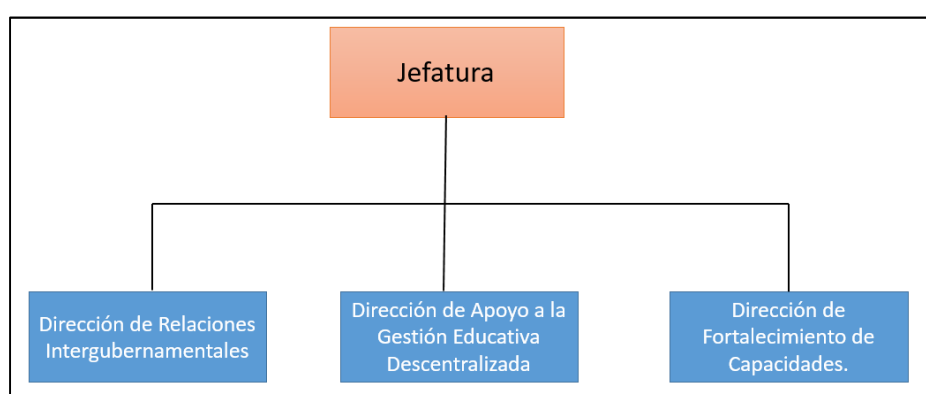 Jefatura
Dirección de Relaciones
Intergubernamentales
Dirección de Apoyo a la
Gestión Educativa
Descentralizada
Dirección de
Fortalecimiento de
Capacidades.